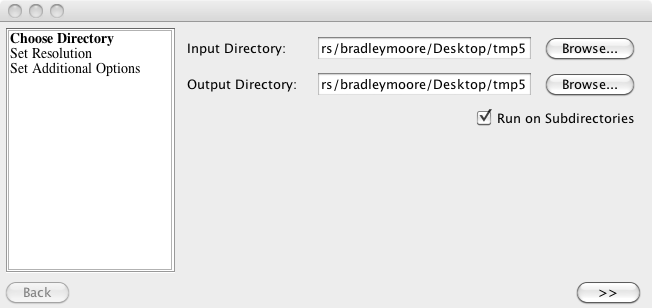 Choose Directory
Set Resolution
Set Additional Options
Input Directory: rs/bradleymoore/Desktop/tmp5 Browse...
Output Directory: rs/bradleymoore/Desktop/tmp5 Browse...
Run on Subdirectories
Back >>